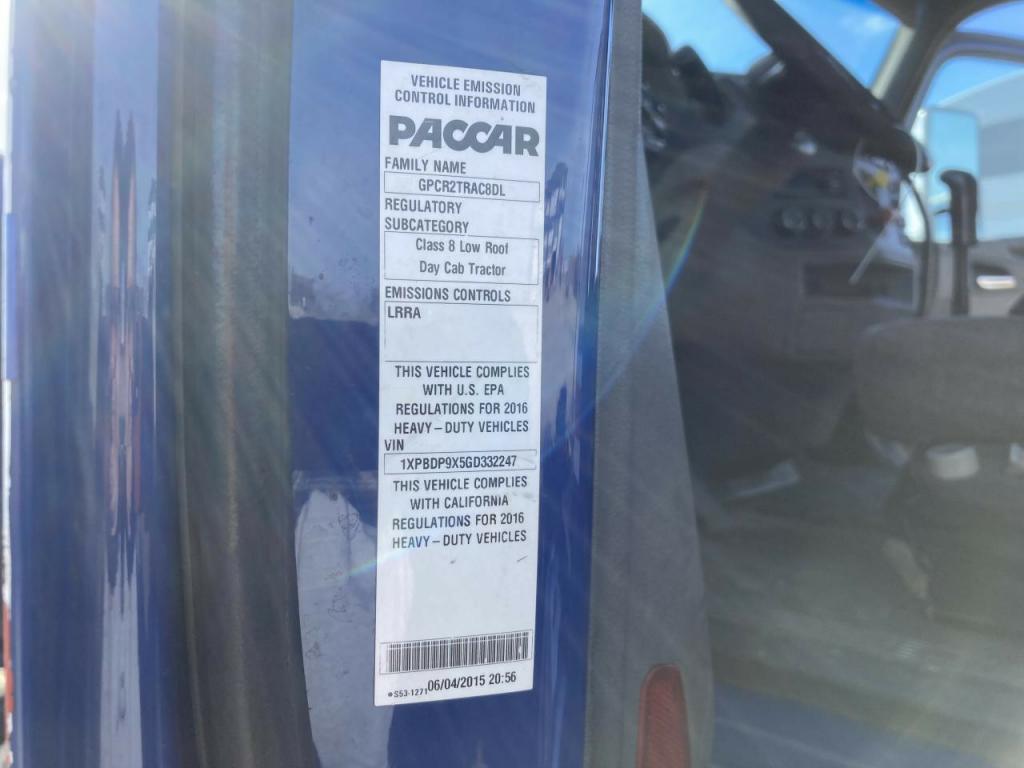 VEHICLE EMISSION
CONTROL INFORMATION
PACCAR
FAMILY NAME
GPCR2TRAC8DL
REGULATORY
SUBCATEGORY
Class 8 Low Roof
Day Cab Tractor
EMISSIONS CONTROLS
LRRA
THIS VEHICLE COMPLIES
WITH U.S. EPA
REGULATIONS FOR 2016
HEAVY-DUTY VEHICLES
VIN
1XPBDP9X5GD332247
THIS VEHICLE COMPLIES
WITH CALIFORNIA
REGULATIONS FOR 2016
HEAVY-DUTY VEHICLES
S53-1271 06/04/2015 20:56